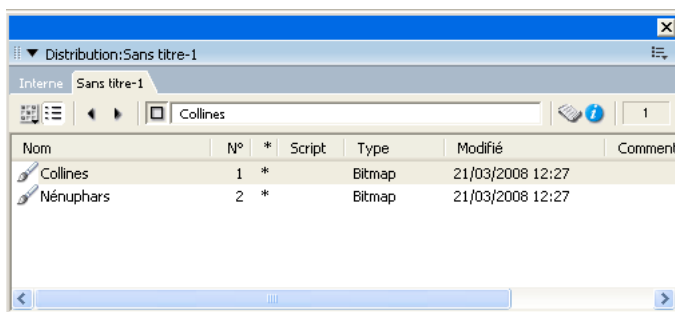 Distribution:Sans titre-1
Interne Sans titre-1
Collines 1
Nom N° * Script Type Modifié Comment
Collines 1 * Bitmap 21/03/2008 12:27
Nénuphars 2 * Bitmap 21/03/2008 12:27